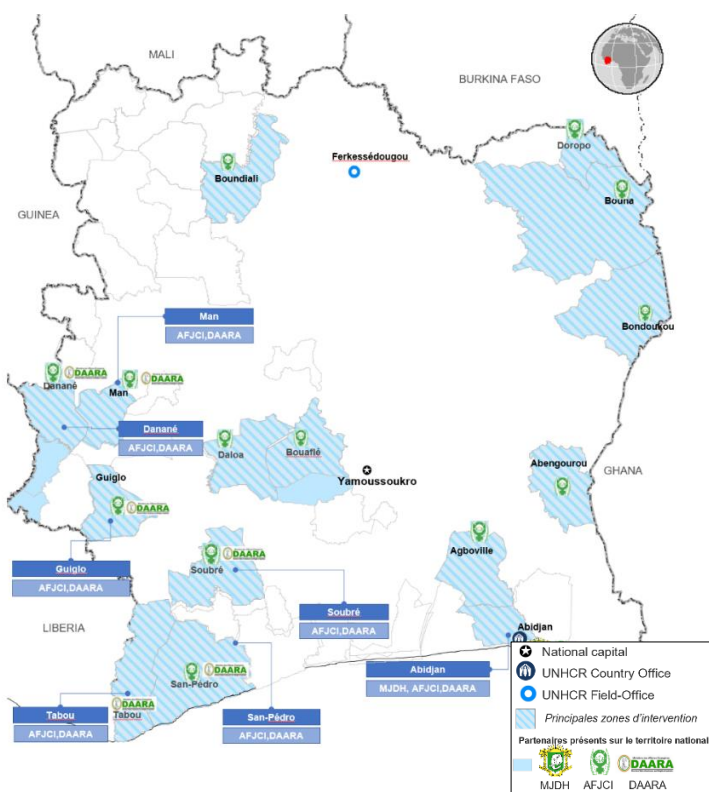 MALI
BURKINA FASO
Doropo
Ferkessédougou
Boundiali
Bouna
GUINEA
Man
AFJCI,DAARA
Bondoukou
DAARA
Danané
DAARA
Man
Danané
AFJCI,DAARA
Daloa
Bouaflé
Yamoussoukro
Abengourou
GHANA
Guiglo
DAARA
Agboville
DAARA
Soubré
Guiglo
AFJCI,DAARA
Soubré
AFJCI,DAARA
LIBERIA
Abidjan
Abidjan
MJDH, AFJCI,DAARA
DAARA
San-Pédro
DAARA
Tabou
Tabou
AFJCI,DAARA
San-Pédro
AFJCI,DAARA
National capital
UNHCR Country Office
UNHCR Field-Office
Principales zones d'intervention
Partenaires présents sur le territoire national
DAARA
MJDH AFJCI DAARA